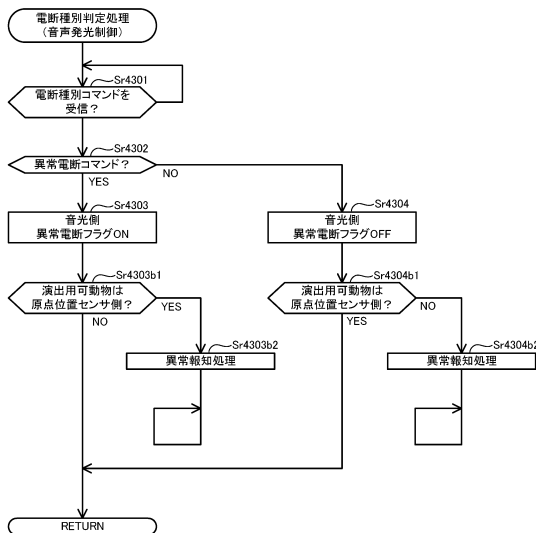 電断種別判定処理
(音声発光制御)
Sr4301
電断種別コマンドを
受信?
Sr4302
異常電断コマンド?
NO
YES
Sr4303
音光側
異常電断フラグON
Sr4304
音光側
異常電断フラグOFF
Sr4303b1
演出用可動物は
原点位置センサ側?
YES
NO
Sr4304b1
演出用可動物は
原点位置センサ側?
NO
YES
Sr4303b2
異常報知処理
Sr4304b2
異常報知処理
RETURN